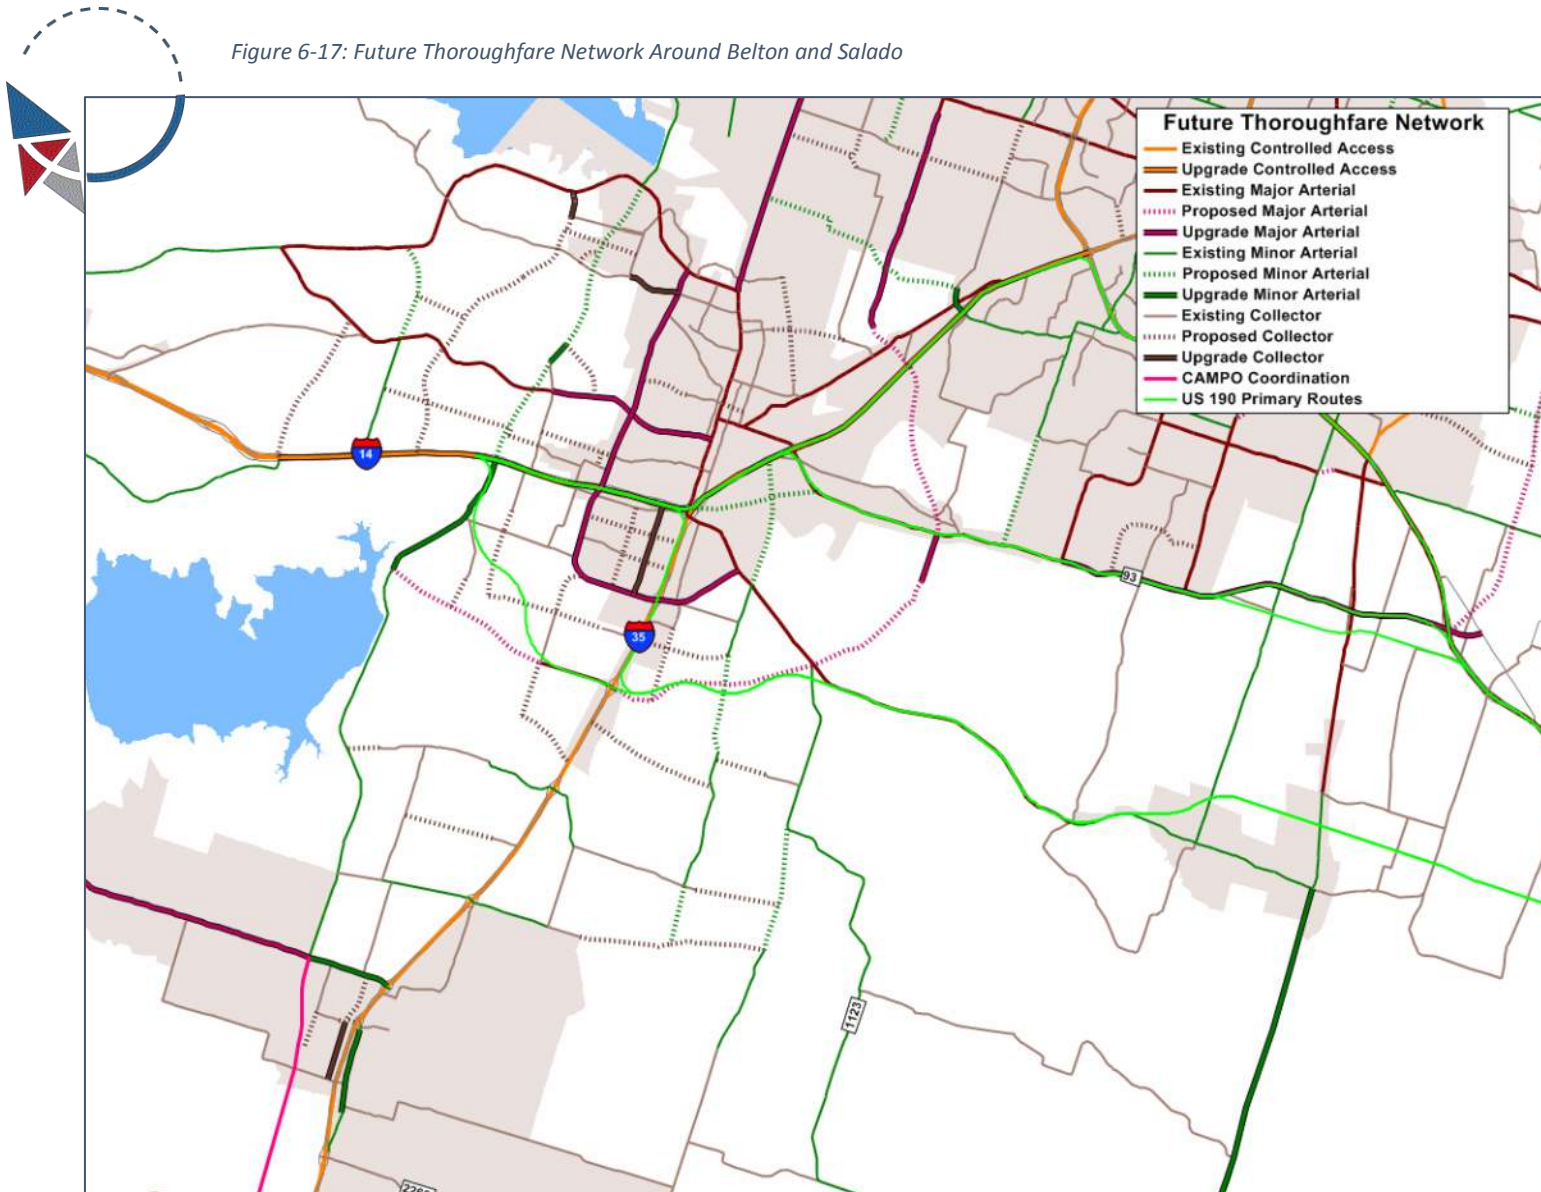 Figure 6-17: Future Thoroughfare Network Around Belton and Salado
Future Thoroughfare Network
Existing Controlled Access
Upgrade Controlled Access
Existing Major Arterial
Proposed Major Arterial
Upgrade Major Arterial
Existing Minor Arterial
Proposed Minor Arterial
Upgrade Minor Arterial
Existing Collector
Proposed Collector
Upgrade Collector
CAMPO Coordination
US 190 Primary Routes
14
93
35
1123